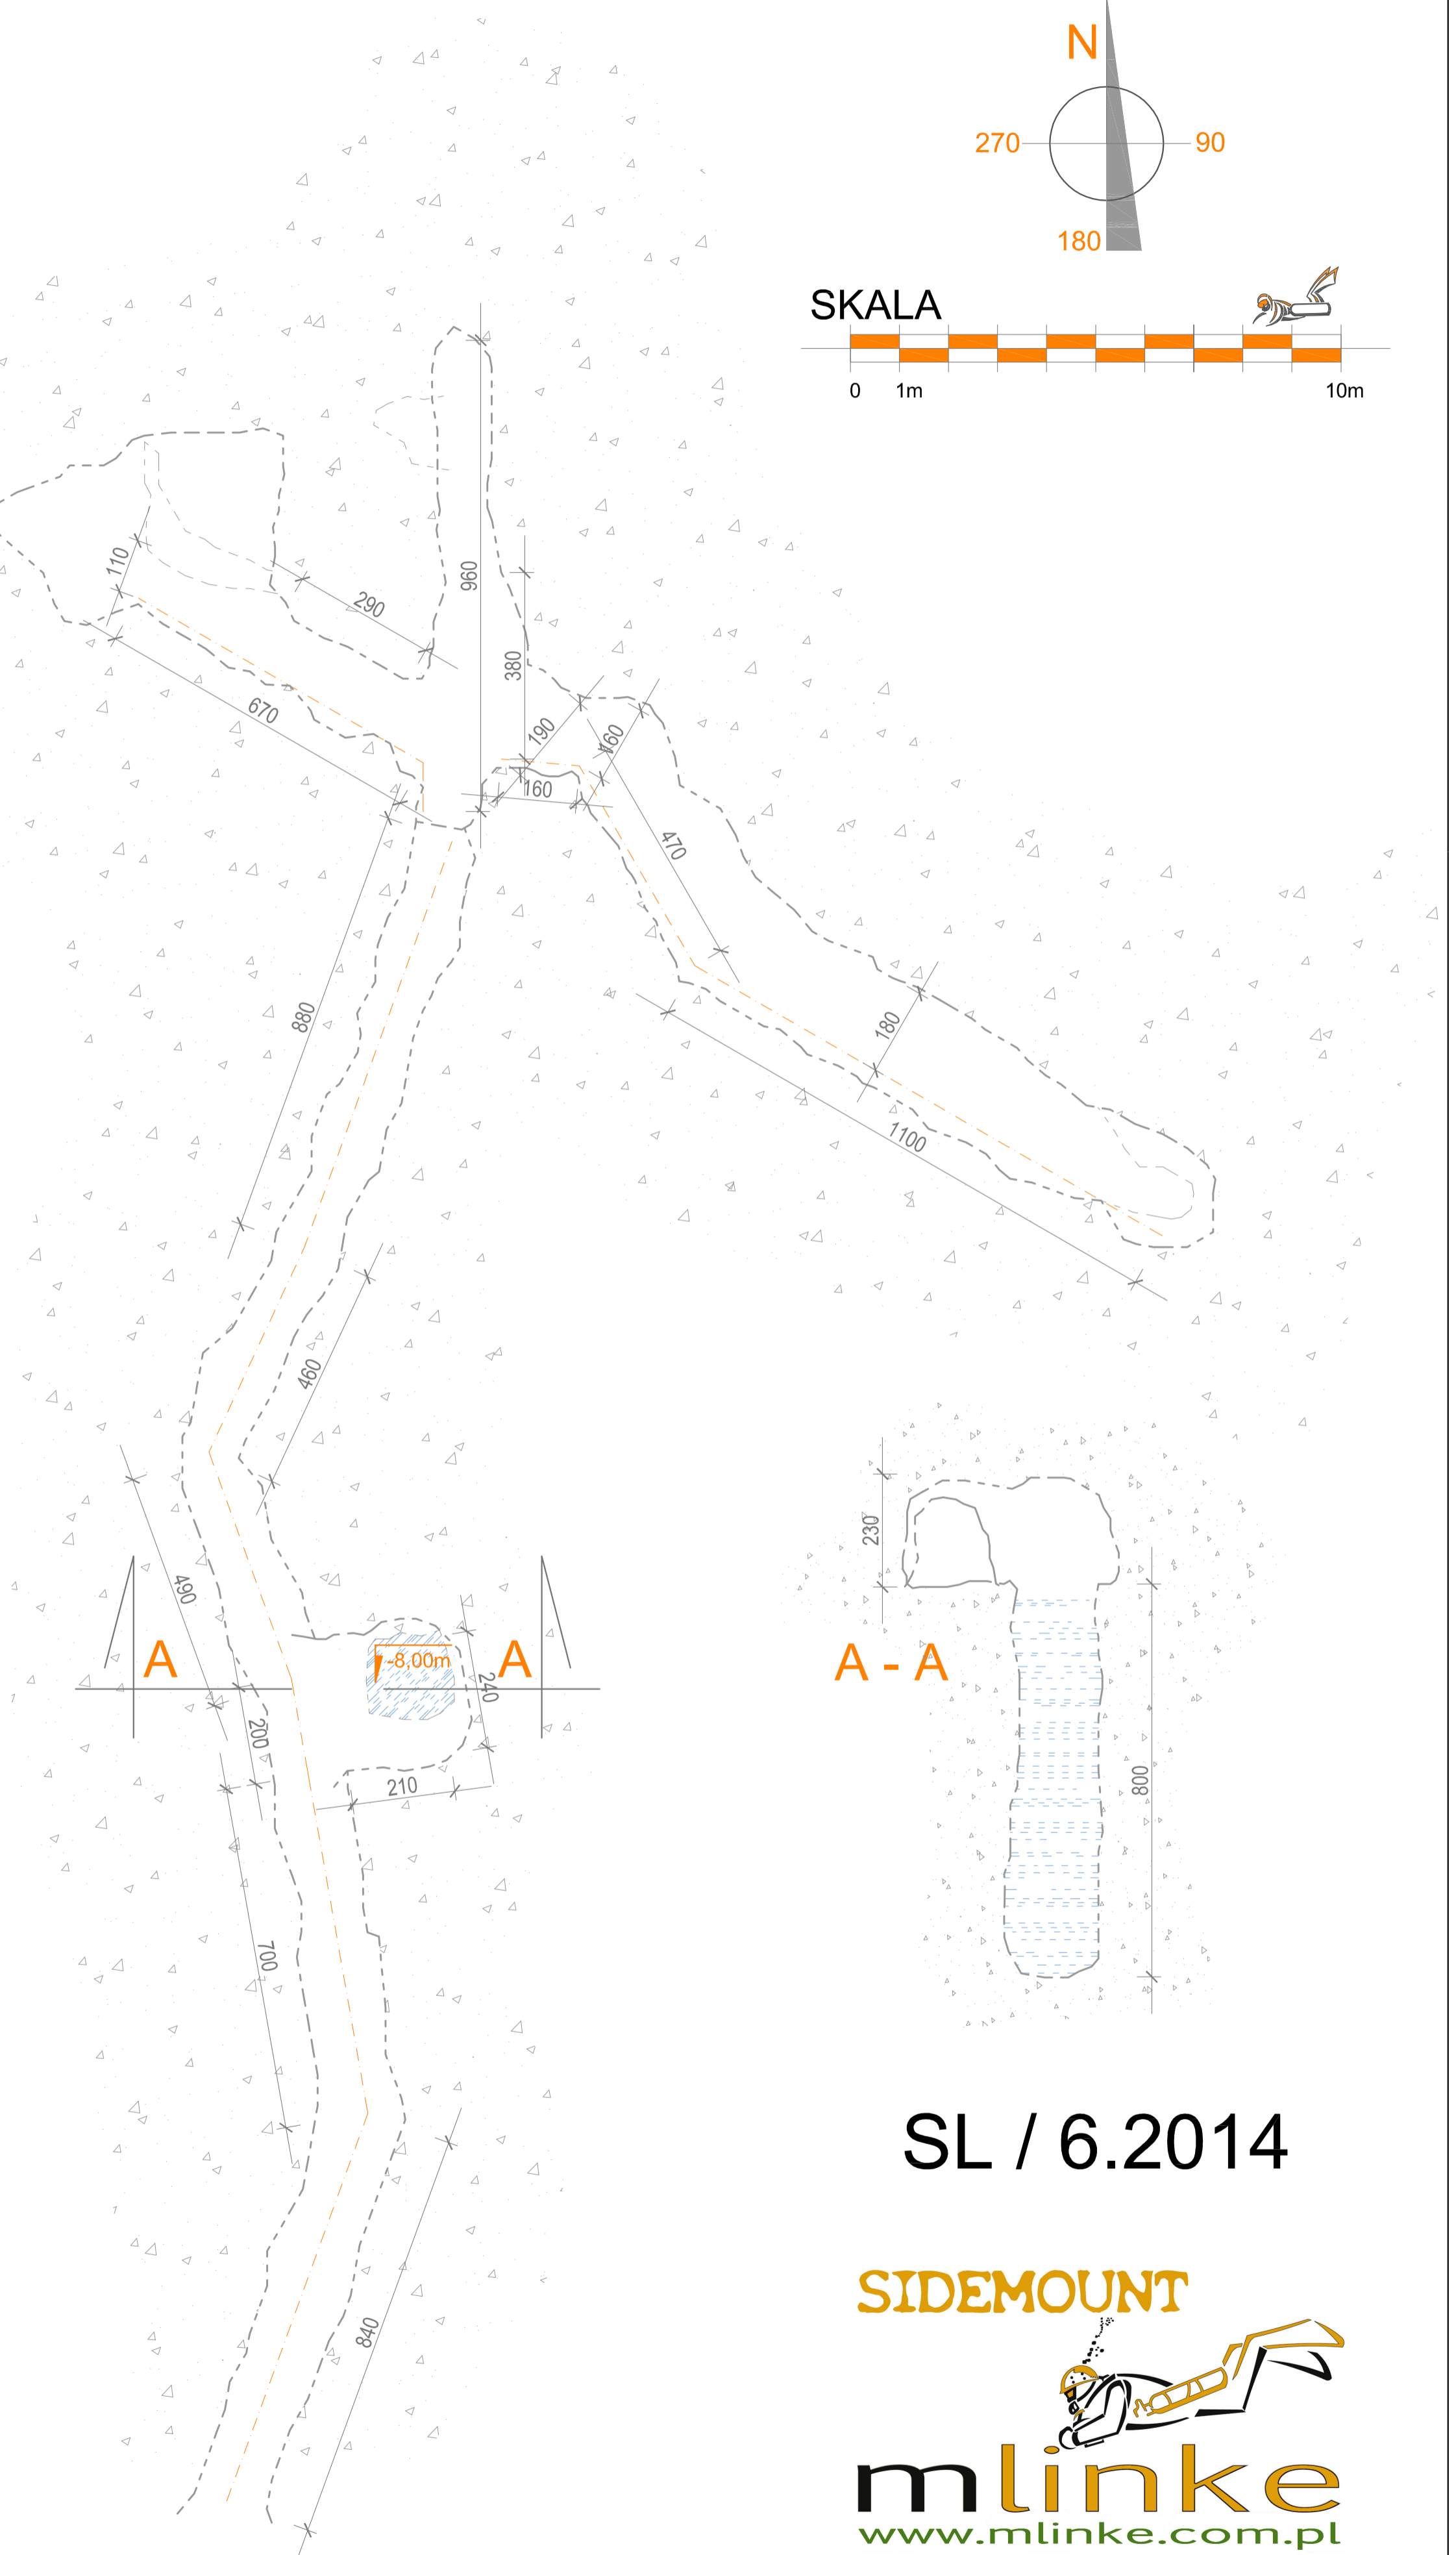 N
270
90
180
SKALA
0 1m 10m
110
290
960
380
670
190
160
160
470
880
180
1100
460
490
230
A
A
-8,00m
A - A
240
200
210
800
700
SL / 6.2014
840
SIDEMOUNT
mlinke
www.mlinke.com.pl